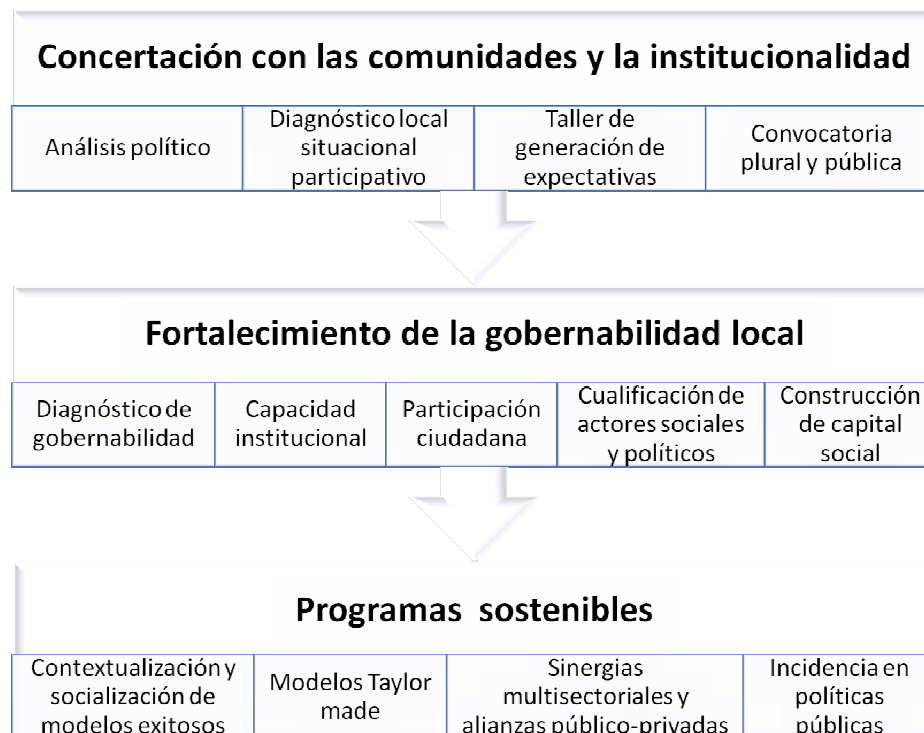 Concertación con las comunidades y la institucionalidad
Análisis político
Diagnóstico local
situacional
participativo
Taller de
generación de
expectativas
Convocatoria
plural y pública
Fortalecimiento de la gobernabilidad local
Diagnóstico de
gobernabilidad
Capacidad
institucional
Participación
ciudadana
Cualificación de
actores sociales
y políticos
Construcción
de capital
social
Programas sostenibles
Contextualización y
socialización de
modelos exitosos
Modelos Taylor
made
Sinergias
multisectoriales y
alianzas público-privadas
Incidencia en
políticas
públicas